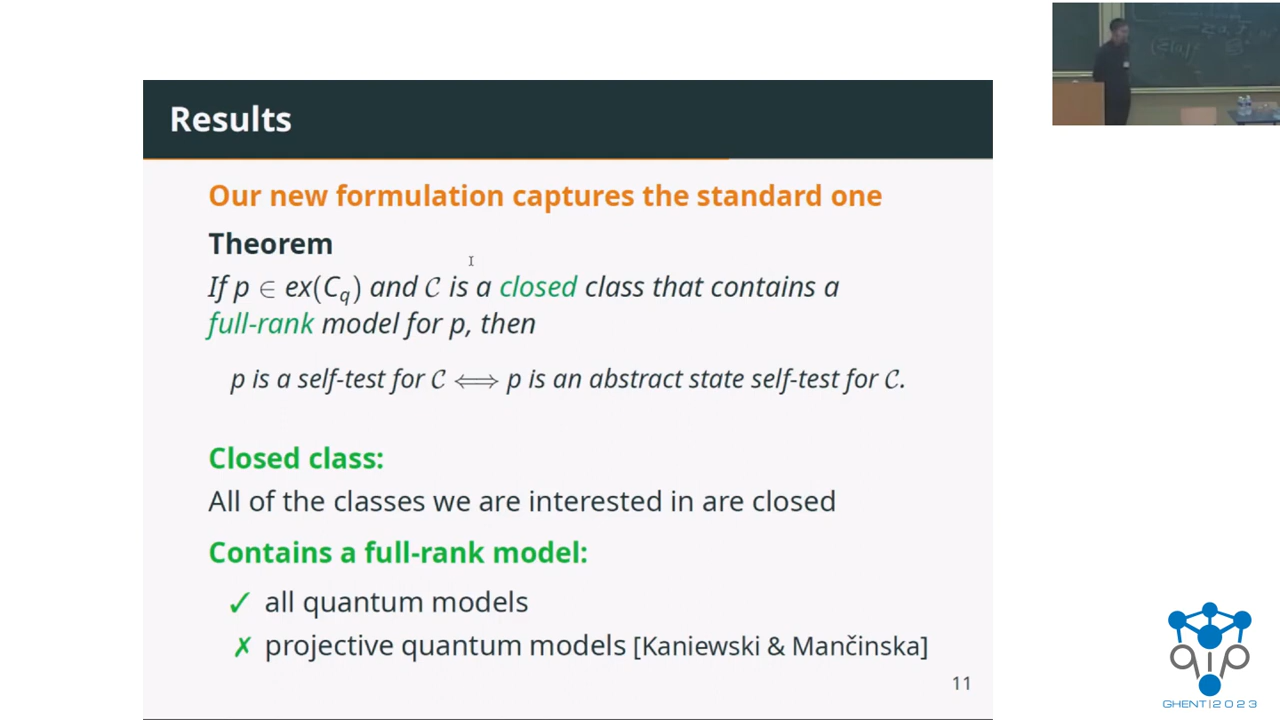 Results
Our new formulation captures the standard one
Theorem
If p ∈ ex(C_q) and 𝒞 is a closed class that contains a
full-rank model for p, then
p is a self-test for 𝒞 ⟺ p is an abstract state self-test for 𝒞.
Closed class:
All of the classes we are interested in are closed
Contains a full-rank model:
✓ all quantum models
✗ projective quantum models [Kaniewski & Mančinska]
11
qip
GHENT|2023